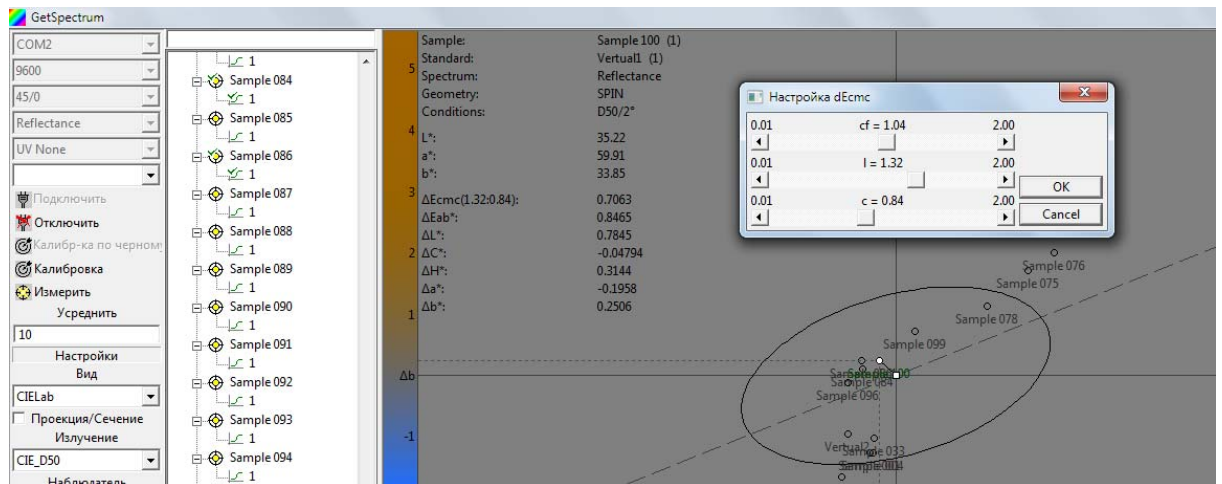 GetSpectrum
COM2
9600
45/0
Reflectance
UV None
Подключить
Отключить
Калибр-ка по черному
Калибровка
Измерить
Усреднить
10
Настройки
Вид
CIELab
Проекция/Сечение
Излучение
CIE_D50
Наблюдатель
1
Sample 084
1
Sample 085
1
Sample 086
1
Sample 087
1
Sample 088
1
Sample 089
1
Sample 090
1
Sample 091
1
Sample 092
1
Sample 093
1
Sample 094
1
Sample: Sample 100 (1)
Standard: Vertual1 (1)
Spectrum: Reflectance
Geometry: SPIN
Conditions: D50/2°
L*: 35.22
a*: 59.91
b*: 33.85
ΔEcmc(1.32:0.84): 0.7063
ΔEab*: 0.8465
ΔL*: 0.7845
ΔC*: -0.04794
ΔH*: 0.3144
Δa*: -0.1958
Δb*: 0.2506
5
4
3
2
1
Δb
-1
Настройка dEcmc
0.01 cf = 1.04 2.00
0.01 l = 1.32 2.00
0.01 c = 0.84 2.00
OK
Cancel
Sample 076
Sample 075
Sample 078
Sample 099
Sample 084
Sample 096
Vertual2
Sample 033